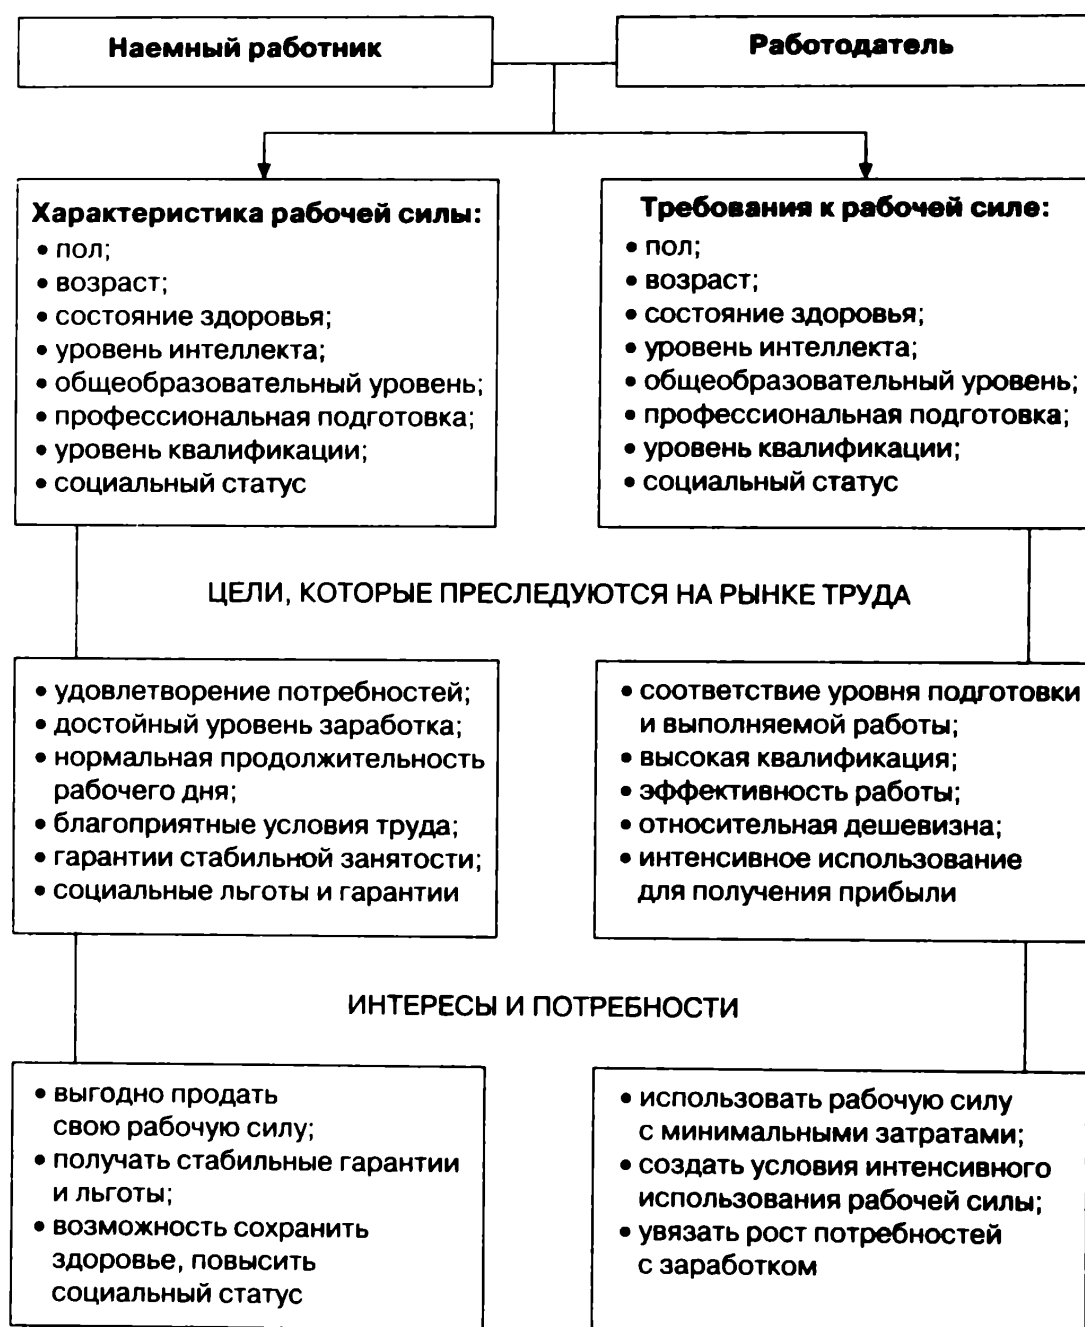 Наемный работник
Работодатель
Характеристика рабочей силы:
• пол;
• возраст;
• состояние здоровья;
• уровень интеллекта;
• общеобразовательный уровень;
• профессиональная подготовка;
• уровень квалификации;
• социальный статус
Требования к рабочей силе:
• пол;
• возраст;
• состояние здоровья;
• уровень интеллекта;
• общеобразовательный уровень;
• профессиональная подготовка;
• уровень квалификации;
• социальный статус
ЦЕЛИ, КОТОРЫЕ ПРЕСЛЕДУЮТСЯ НА РЫНКЕ ТРУДА
• удовлетворение потребностей;
• достойный уровень заработка;
• нормальная продолжительность
рабочего дня;
• благоприятные условия труда;
• гарантии стабильной занятости;
• социальные льготы и гарантии
• соответствие уровня подготовки
и выполняемой работы;
• высокая квалификация;
• эффективность работы;
• относительная дешевизна;
• интенсивное использование
для получения прибыли
ИНТЕРЕСЫ И ПОТРЕБНОСТИ
• выгодно продать
свою рабочую силу;
• получать стабильные гарантии
и льготы;
• возможность сохранить
здоровье, повысить
социальный статус
• использовать рабочую силу
с минимальными затратами;
• создать условия интенсивного
использования рабочей силы;
• увязать рост потребностей
с заработком